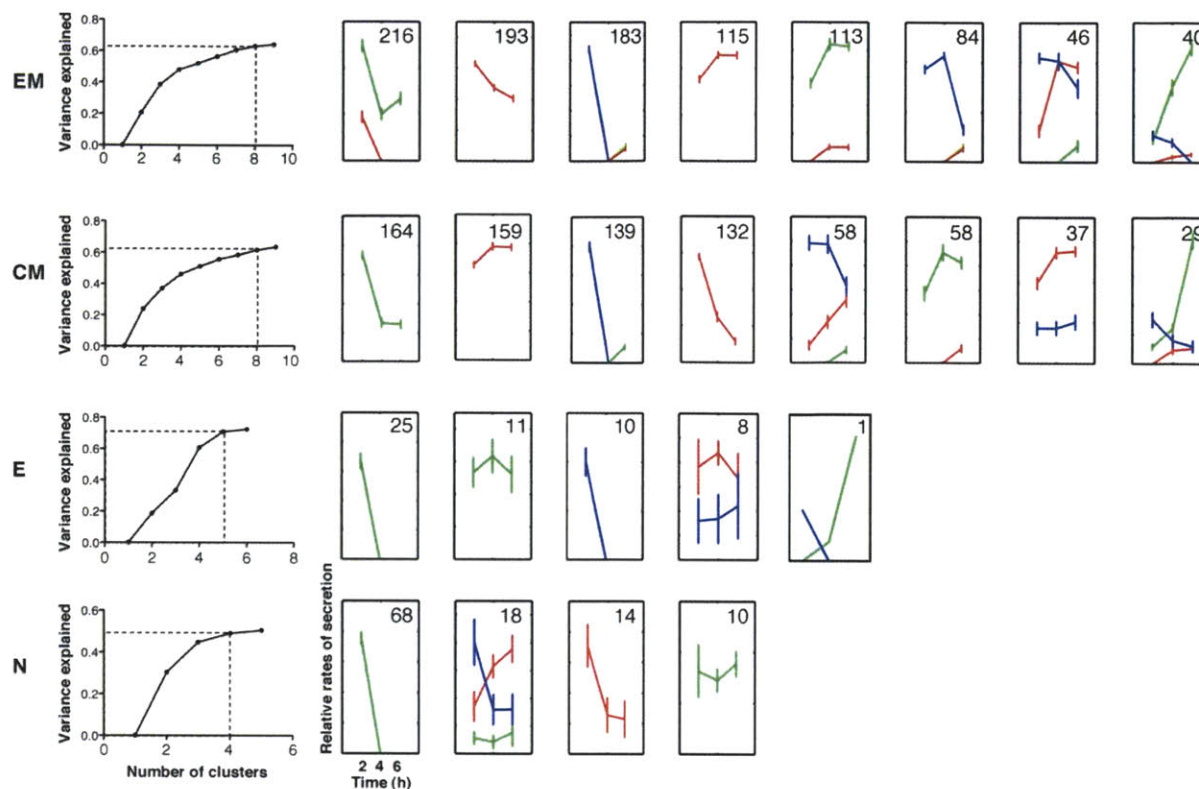 EM
Variance explained
0.8
0.6
0.4
0.2
0.0
0 2 4 6 8 10
216 193 183 115 113 84 46 40
CM
Variance explained
0.8
0.6
0.4
0.2
0.0
0 2 4 6 8 10
164 159 139 132 58 58 37 29
E
Variance explained
0.8
0.6
0.4
0.2
0.0
0 2 4 6 8
25 11 10 8 1
N
Variance explained
0.6
0.4
0.2
0.0
0 2 4 6
Number of clusters
Relative rates of secretion
68 18 14 10
2 4 6
Time (h)